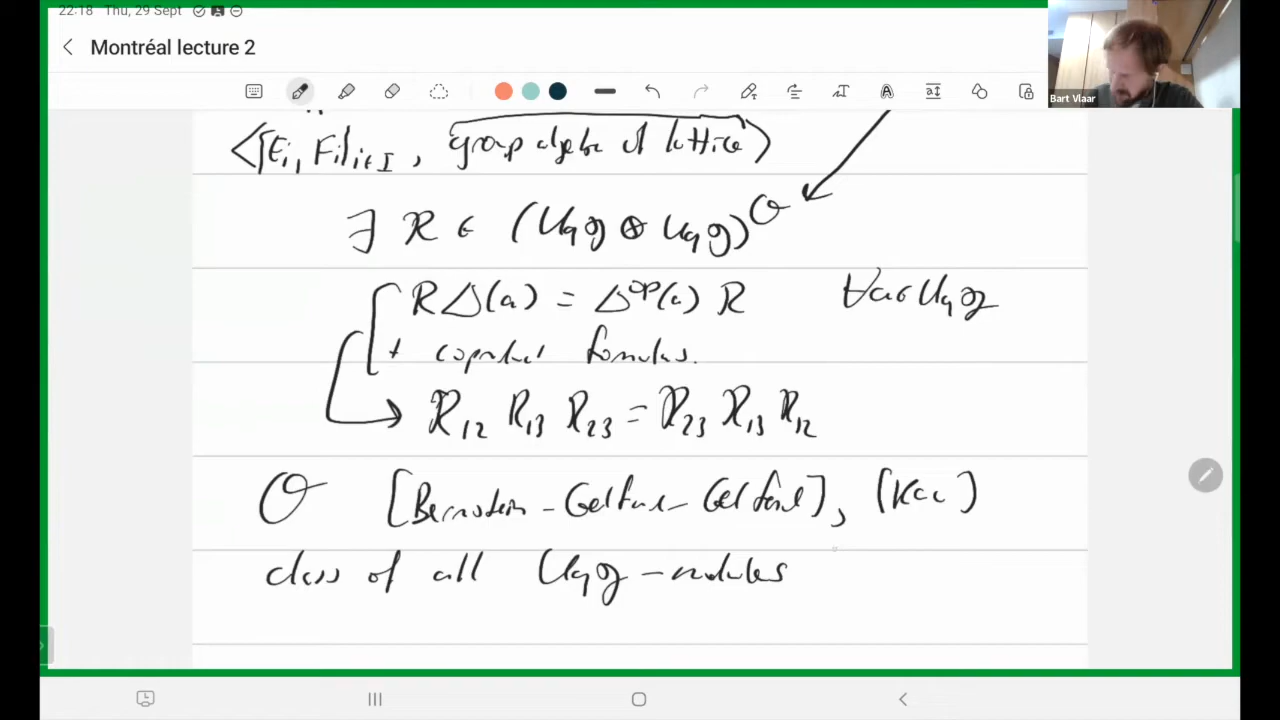 22:18 Thu, 29 Sept
Montréal lecture 2
Bart Vlaar
<{Ei, Fi}i∈I, group algebra of lattice>
∃ R ∈ (Uqg ⊗ Uqg)^O
R Δ(a) = Δ^op(a) R ∀a∈Uqg
+ coproduct formulas.
R12 R13 R23 = R23 R13 R12
O [Bernstein-Gelfand-Gelfand], [Kac]
class of all Uqg-modules